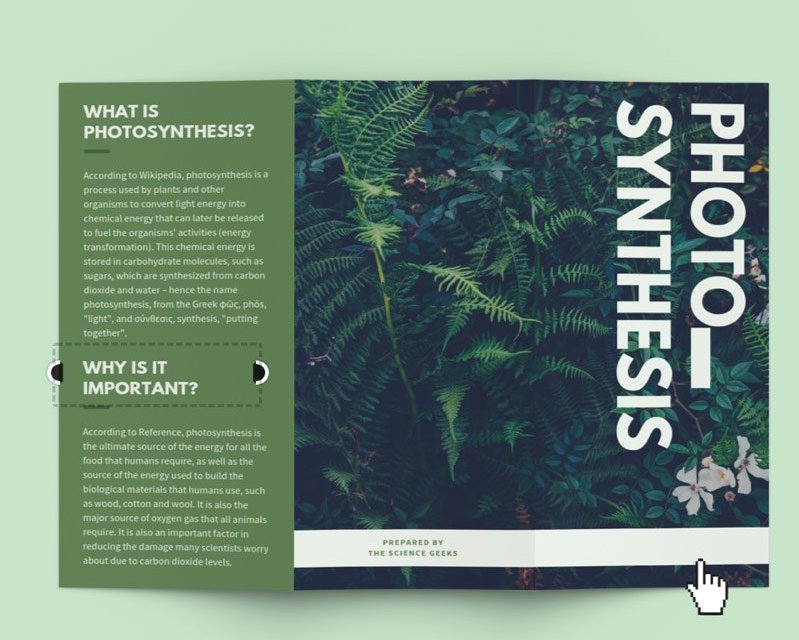 WHAT IS
PHOTOSYNTHESIS?
According to Wikipedia, photosynthesis is a
process used by plants and other
organisms to convert light energy into
chemical energy that can later be released
to fuel the organisms' activities (energy
transformation). This chemical energy is
stored in carbohydrate molecules, such as
sugars, which are synthesized from carbon
dioxide and water – hence the name
photosynthesis, from the Greek φῶς, phōs,
"light", and σύνθεσις, synthesis, "putting
together".
WHY IS IT
IMPORTANT?
According to Reference, photosynthesis is
the ultimate source of the energy for all the
food that humans require, as well as the
source of the energy used to build the
biological materials that humans use, such
as wood, cotton and wool. It is also the
major source of oxygen gas that all animals
require. It is also an important factor in
reducing the damage many scientists worry
about due to carbon dioxide levels.
PREPARED BY
THE SCIENCE GEEKS
PHOTO_
SYNTHESIS